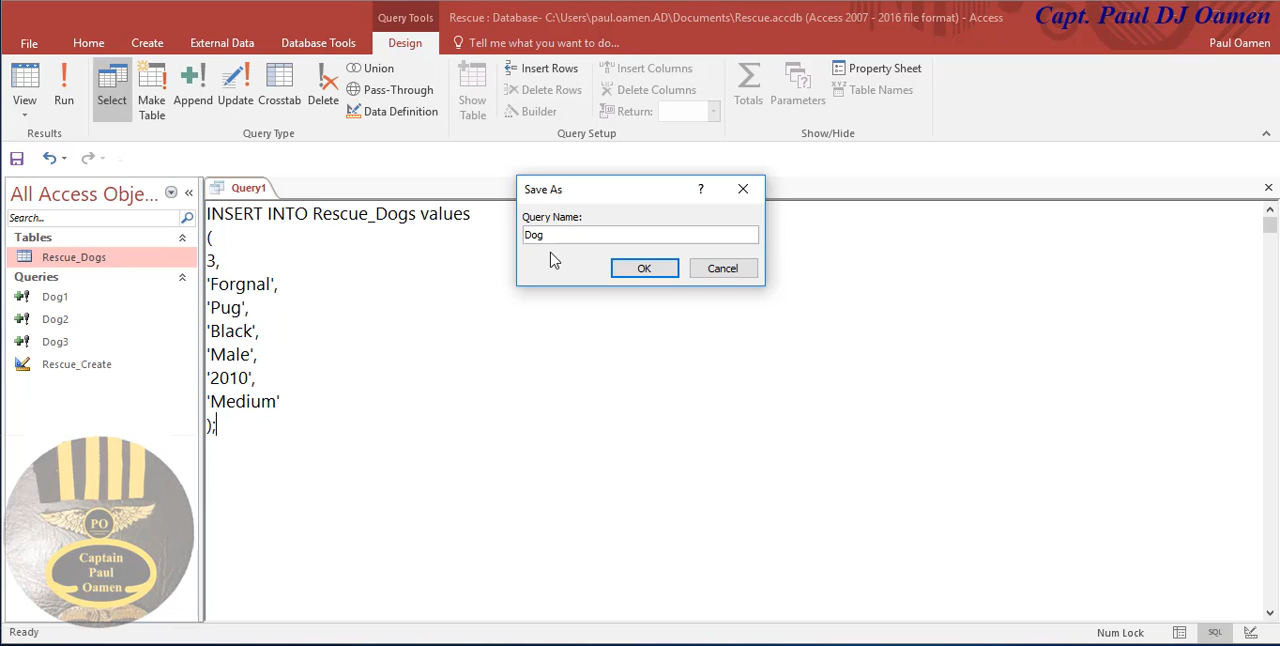 Query Tools
Rescue : Database- C:\Users\paul.oamen.AD\Documents\Rescue.accdb (Access 2007 - 2016 file format) - Access
Capt. Paul DJ Oamen
File
Home
Create
External Data
Database Tools
Design
Tell me what you want to do...
Paul Oamen
View
Run
Select
Make
Table
Append
Update
Crosstab
Delete
Union
Pass-Through
Data Definition
Show
Table
Insert Rows
Delete Rows
Builder
Insert Columns
Delete Columns
Return:
Totals
Parameters
Property Sheet
Table Names
Results
Query Type
Query Setup
Show/Hide
All Access Obje...
Search...
Tables
Rescue_Dogs
Queries
Dog1
Dog2
Dog3
Rescue_Create
Query1
INSERT INTO Rescue_Dogs values
(
3,
'Forgnal',
'Pug',
'Black',
'Male',
'2010',
'Medium'
);
Save As
?
Query Name:
Dog
OK
Cancel
PO
Captain
Paul
Oamen
Ready
Num Lock
SQL